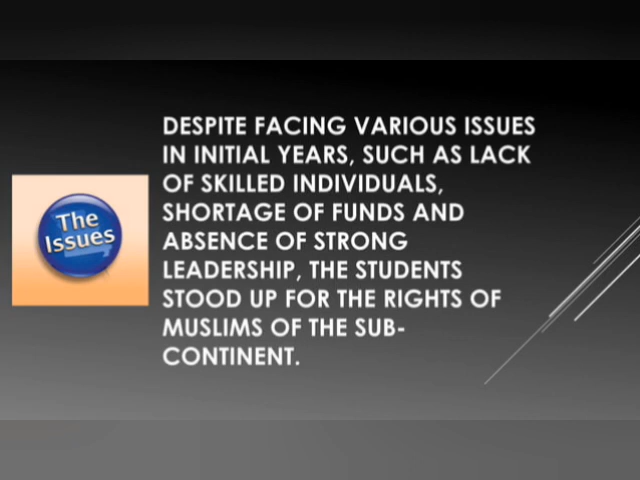 The
Issues
DESPITE FACING VARIOUS ISSUES
IN INITIAL YEARS, SUCH AS LACK
OF SKILLED INDIVIDUALS,
SHORTAGE OF FUNDS AND
ABSENCE OF STRONG
LEADERSHIP, THE STUDENTS
STOOD UP FOR THE RIGHTS OF
MUSLIMS OF THE SUB-
CONTINENT.